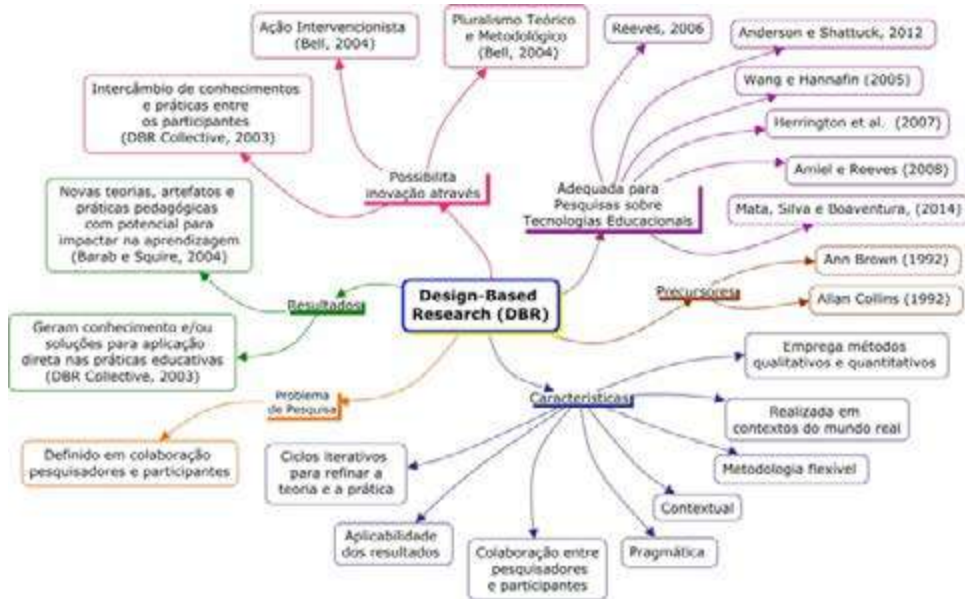 Ação Intervencionista
(Bell, 2004)
Pluralismo Teórico
e Metodológico
(Bell, 2004)
Reeves, 2006
Anderson e Shattuck, 2012
Wang e Hannafin (2005)
Herrington et al. (2007)
Amiel e Reeves (2008)
Mata, Silva e Boaventura, (2014)
Intercâmbio de conhecimentos
e práticas entre
os participantes
(DBR Collective, 2003)
Possibilita
inovação através
Adequada para
Pesquisas sobre
Tecnologias Educacionais
Novas teorias, artefatos e
práticas pedagógicas
com potencial para
impactar na aprendizagem
(Barab e Squire, 2004)
Resultados
Design-Based
Research (DBR)
Precursores
Ann Brown (1992)
Allan Collins (1992)
Geram conhecimento e/ou
soluções para aplicação
direta nas práticas educativas
(DBR Collective, 2003)
Problema
de Pesquisa
Definido em colaboração
pesquisadores e participantes
Características
Emprega métodos
qualitativos e quantitativos
Realizada em
contextos do mundo real
Metodologia flexível
Contextual
Pragmática
Colaboração entre
pesquisadores
e participantes
Aplicabilidade
dos resultados
Ciclos iterativos
para refinar a
teoria e a prática